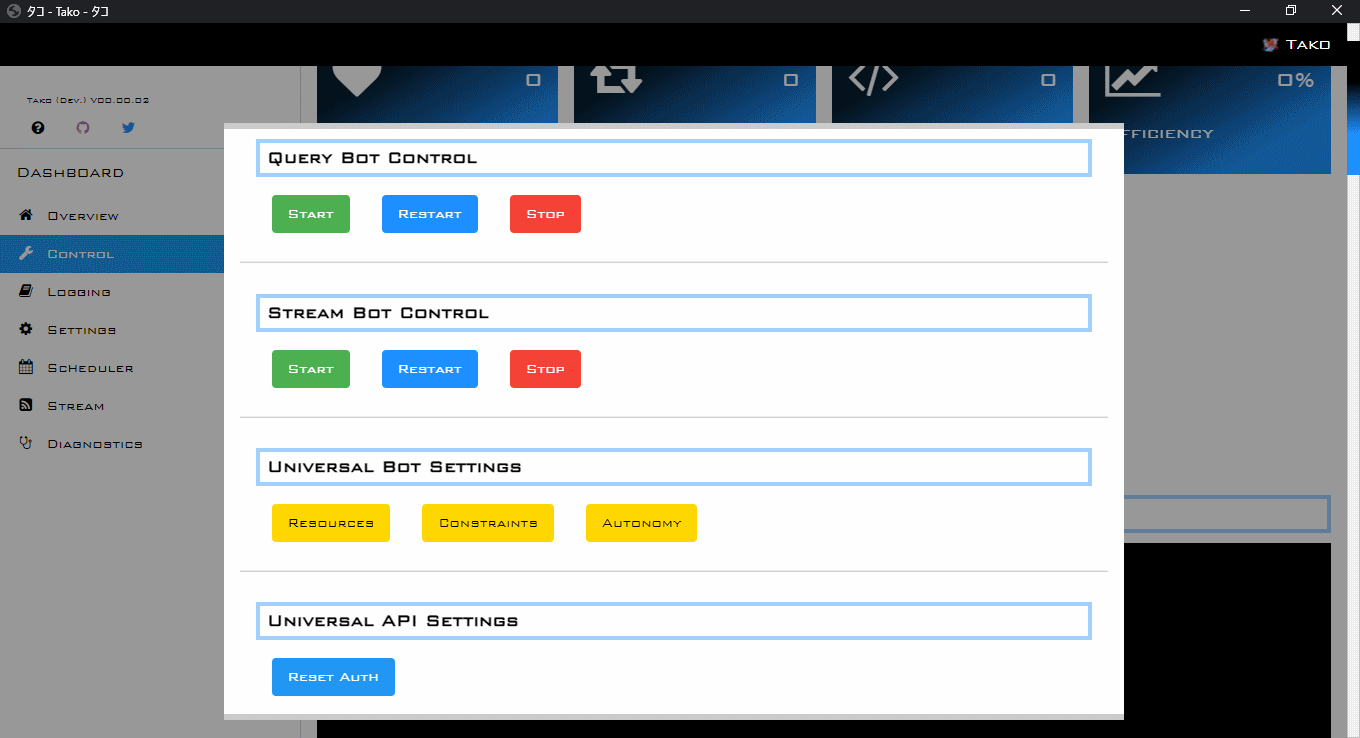 タコ - Tako - タコ
Tako
Tako (Dev.) V00.00.02
Dashboard
Overview
Control
Logging
Settings
Scheduler
Stream
Diagnostics
0
0
0
0%
Query Bot Control
Start Restart Stop
Stream Bot Control
Start Restart Stop
Universal Bot Settings
Resources Constraints Autonomy
Universal API Settings
Reset Auth